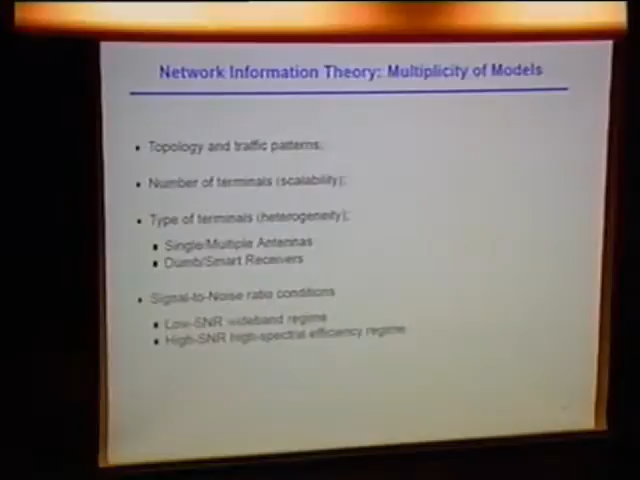 Network Information Theory: Multiplicity of Models
• Topology and traffic patterns;
• Number of terminals (scalability);
• Type of terminals (heterogeneity);
▪ Single/Multiple Antennas
▪ Dumb/Smart Receivers
• Signal-to-Noise ratio conditions
▪ Low-SNR wideband regime
▪ High-SNR high-spectral efficiency regime